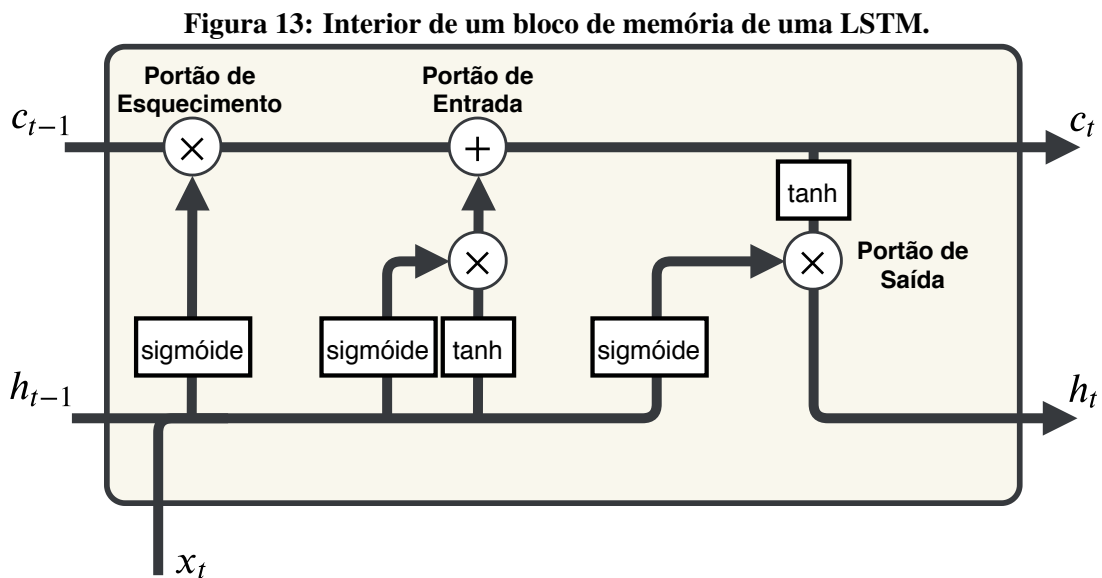 Figura 13: Interior de um bloco de memória de uma LSTM.
Portão de
Esquecimento
Portão de
Entrada
c_{t−1}
×
+
c_t
tanh
×
×
Portão de
Saída
sigmóide
sigmóide
tanh
sigmóide
h_{t−1}
h_t
x_t